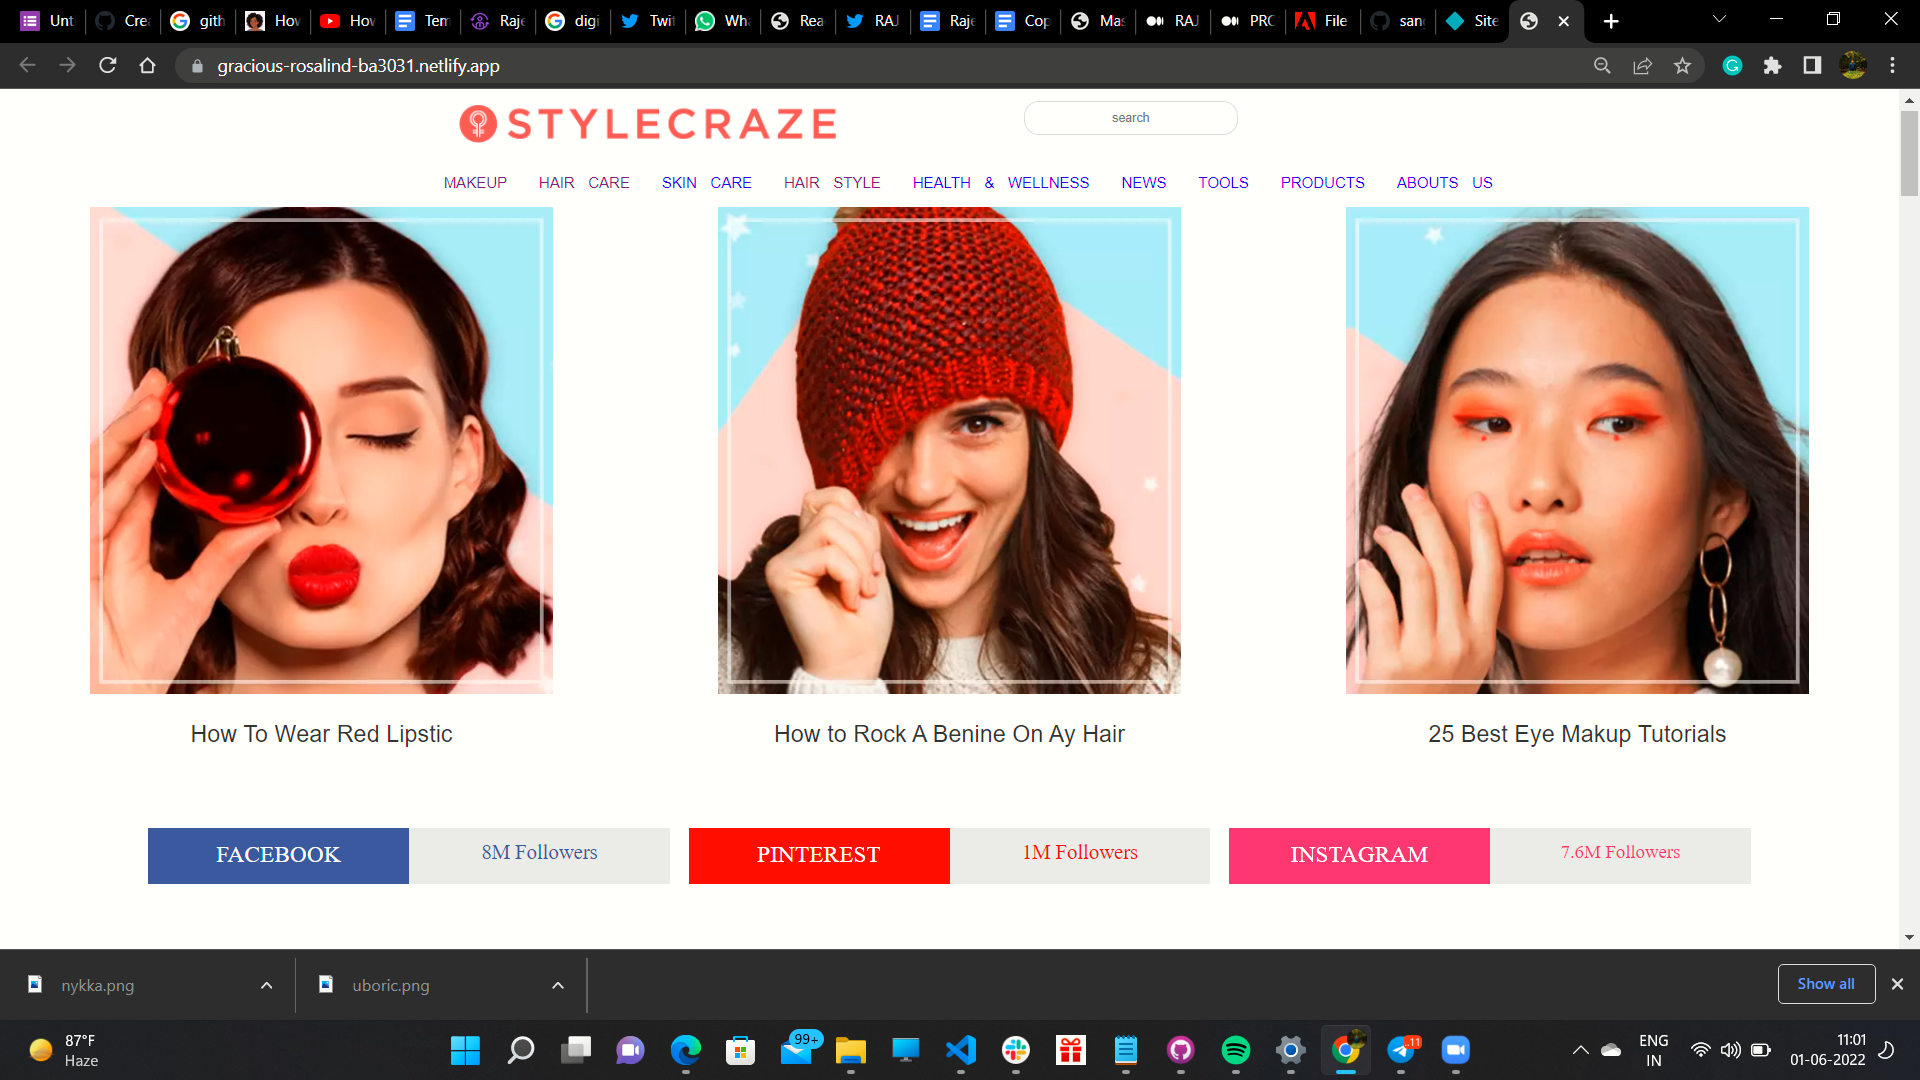 Unt
Cre
gith
How
How
Tem
Raje
digi
Twit
Wha
Rea
RAJ
Raje
Cop
Mas
RAJ
PRO
File
san
Site
gracious-rosalind-ba3031.netlify.app
STYLECRAZE
search
MAKEUP HAIR CARE SKIN CARE HAIR STYLE HEALTH & WELLNESS NEWS TOOLS PRODUCTS ABOUTS US
How To Wear Red Lipstic
How to Rock A Benine On Ay Hair
25 Best Eye Makup Tutorials
FACEBOOK
8M Followers
PINTEREST
1M Followers
INSTAGRAM
7.6M Followers
nykka.png
uboric.png
Show all
87°F
Haze
99+
..11
ENG
IN
11:01
01-06-2022